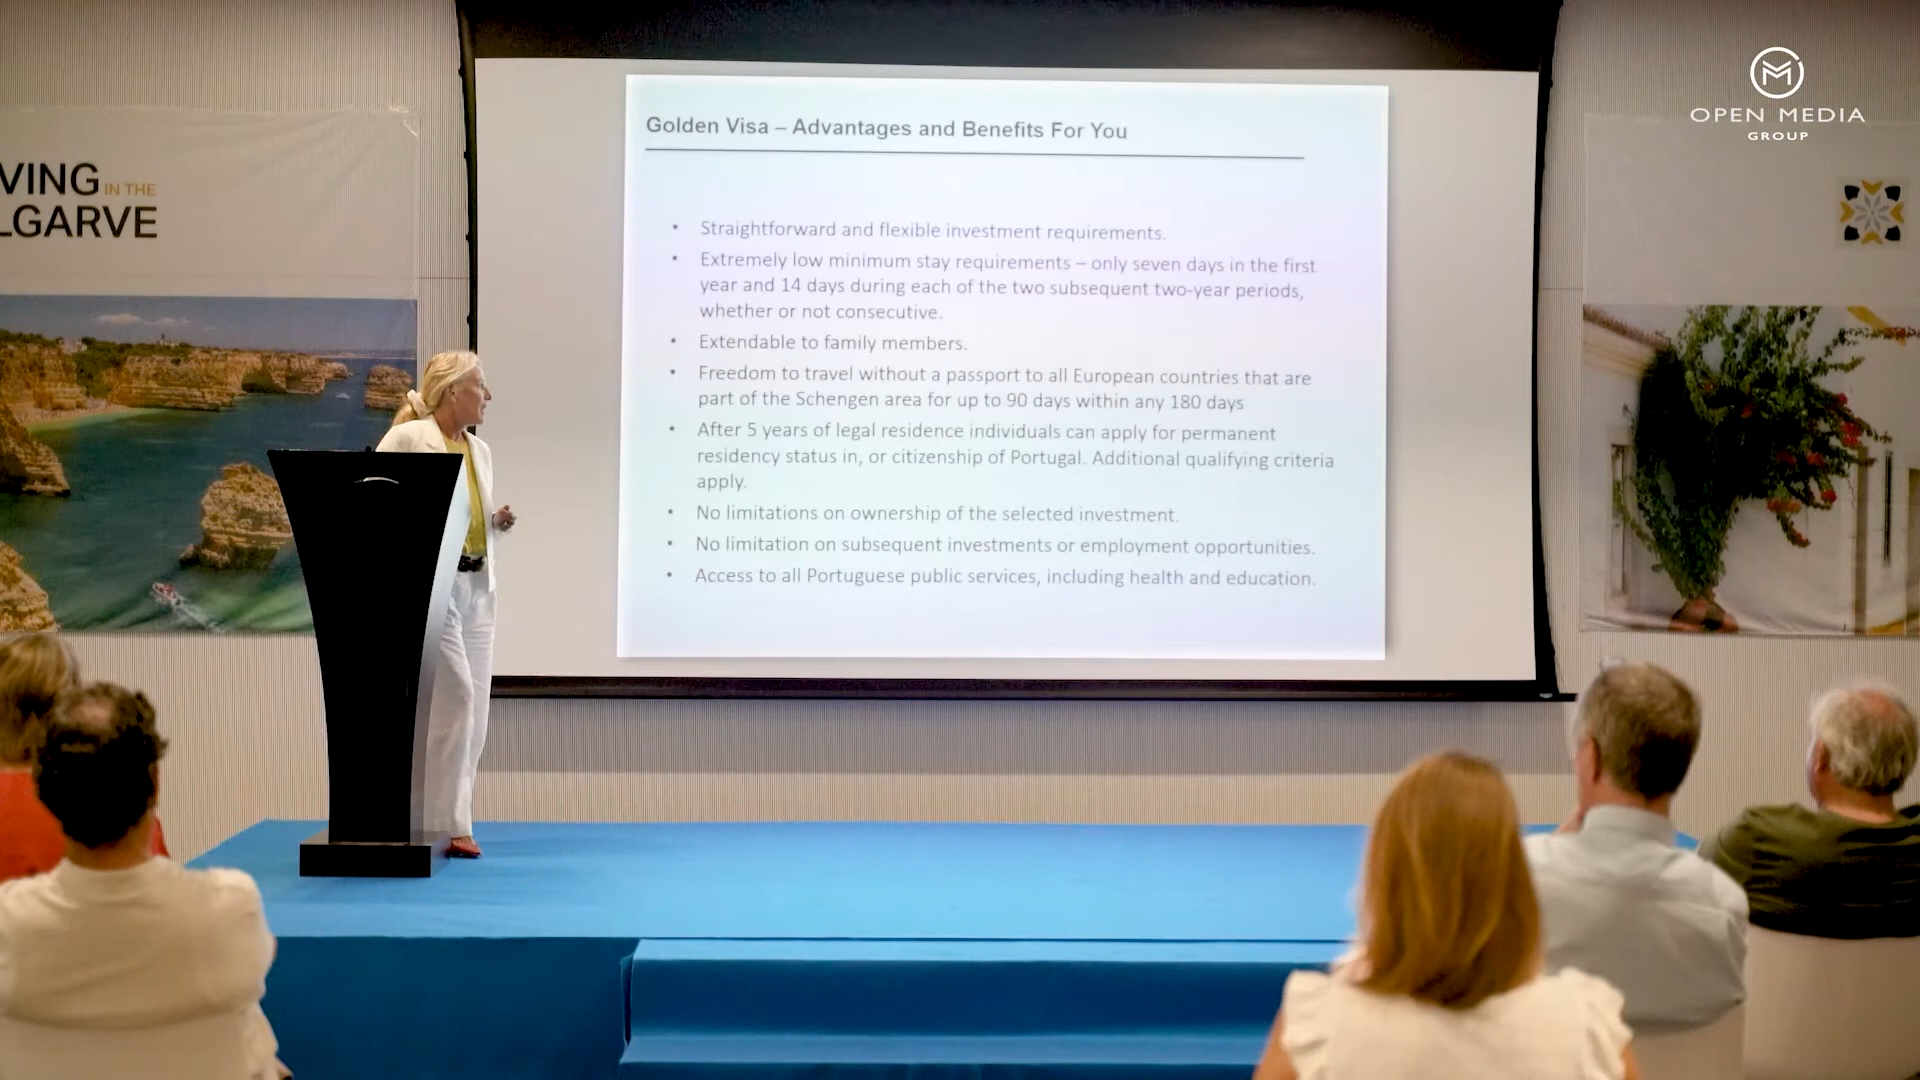 OPEN MEDIA
GROUP
VING IN THE
LGARVE
Golden Visa – Advantages and Benefits For You
• Straightforward and flexible investment requirements.
• Extremely low minimum stay requirements – only seven days in the first
year and 14 days during each of the two subsequent two-year periods,
whether or not consecutive.
• Extendable to family members.
• Freedom to travel without a passport to all European countries that are
part of the Schengen area for up to 90 days within any 180 days
• After 5 years of legal residence individuals can apply for permanent
residency status in, or citizenship of Portugal. Additional qualifying criteria
apply.
• No limitations on ownership of the selected investment.
• No limitation on subsequent investments or employment opportunities.
• Access to all Portuguese public services, including health and education.